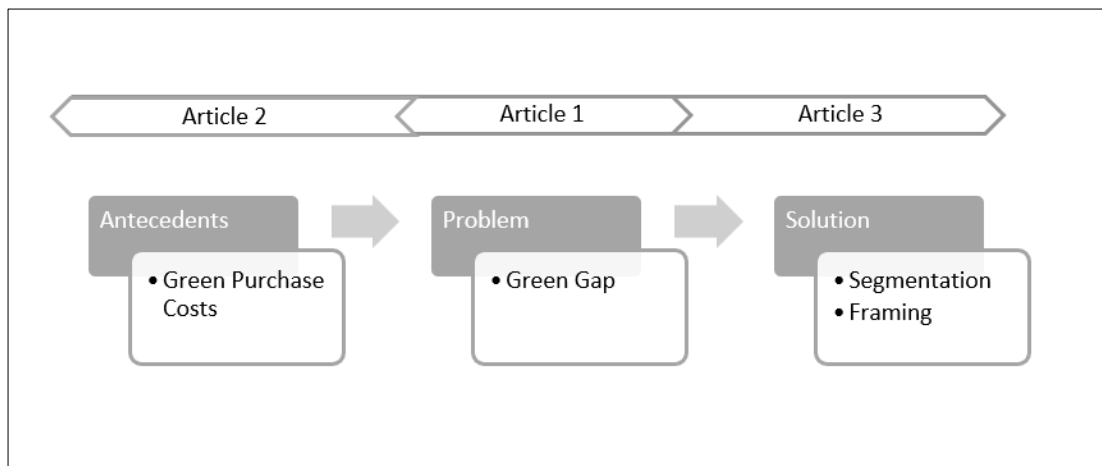 Article 2
Article 1
Article 3
Antecedents
• Green Purchase
Costs
Problem
• Green Gap
Solution
• Segmentation
• Framing